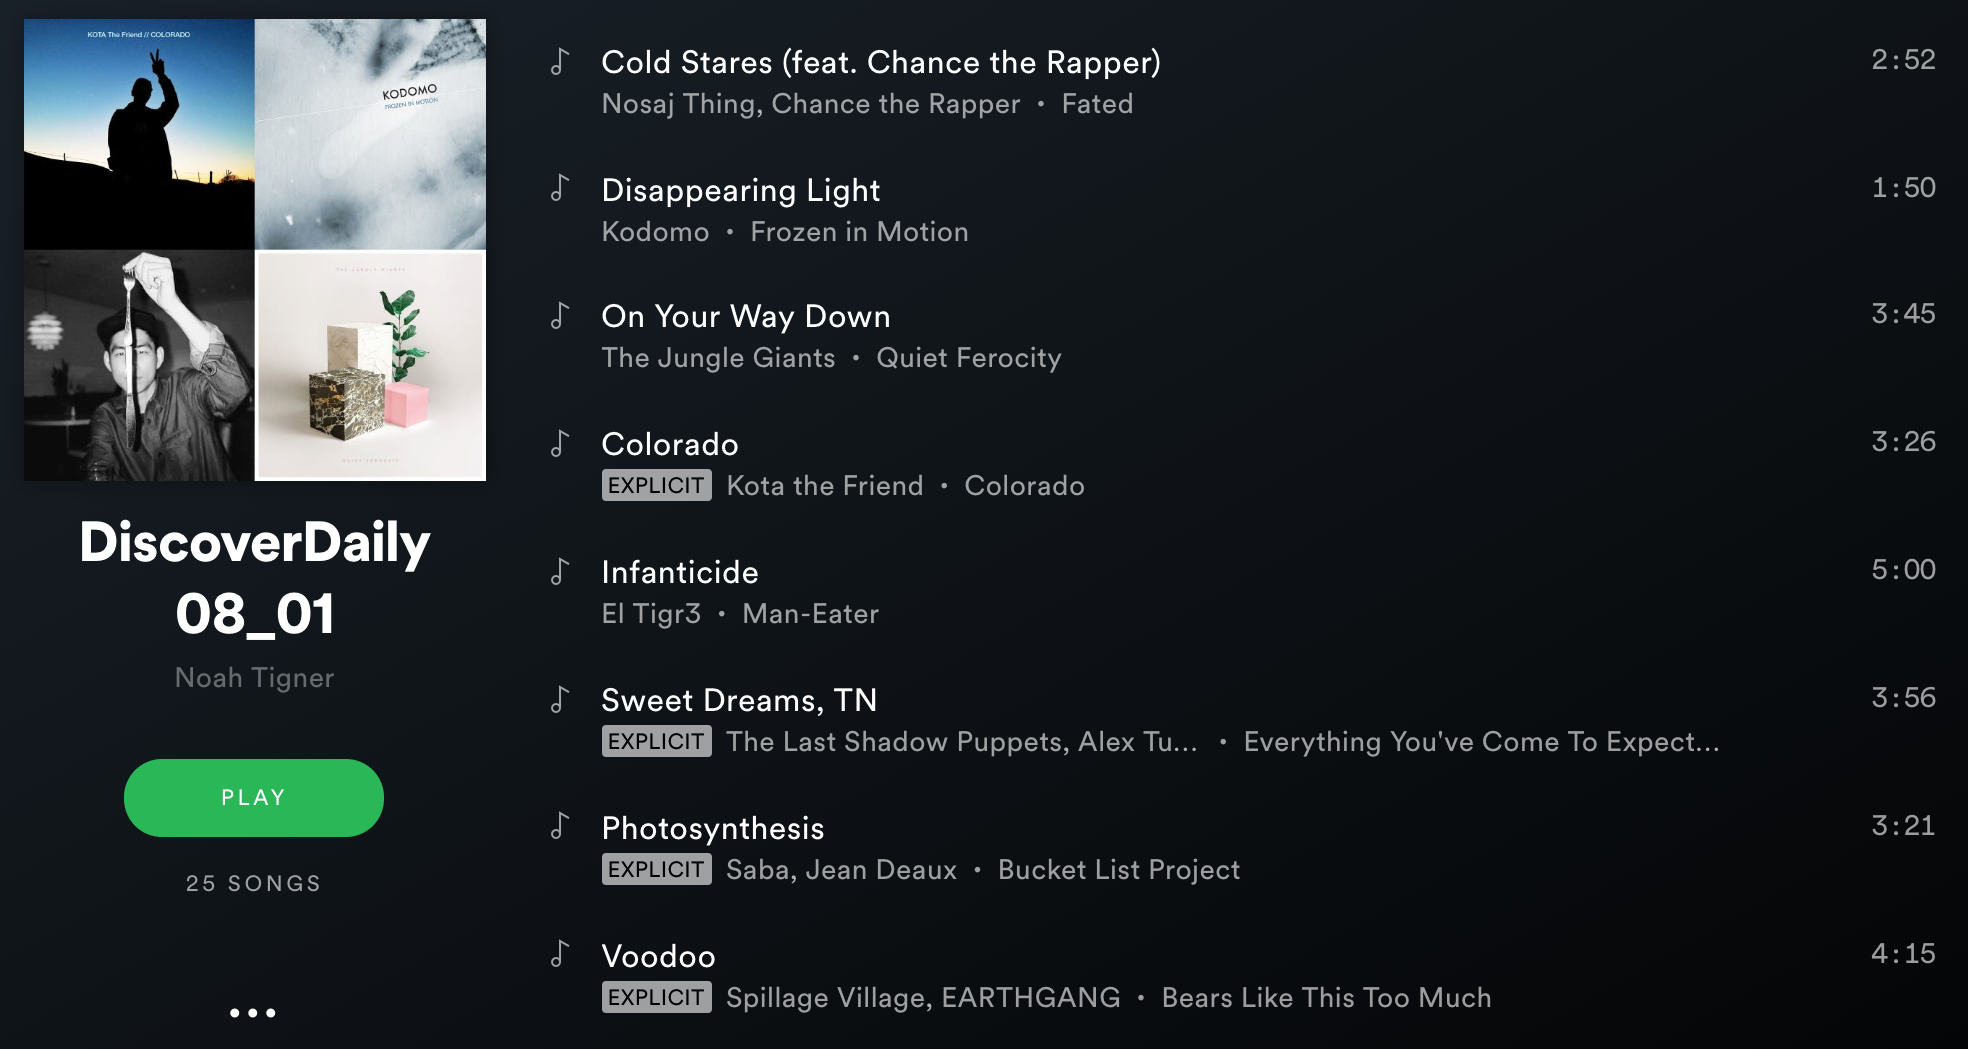 KOTA The Friend // COLORADO
KODOMO
FROZEN IN MOTION
THE JUNGLE GIANTS
QUIET FEROCITY
DiscoverDaily
08_01
Noah Tigner
PLAY
25 SONGS
Cold Stares (feat. Chance the Rapper)
2:52
Nosaj Thing, Chance the Rapper • Fated
Disappearing Light
1:50
Kodomo • Frozen in Motion
On Your Way Down
3:45
The Jungle Giants • Quiet Ferocity
Colorado
3:26
EXPLICIT Kota the Friend • Colorado
Infanticide
5:00
El Tigr3 • Man-Eater
Sweet Dreams, TN
3:56
EXPLICIT The Last Shadow Puppets, Alex Tu... • Everything You've Come To Expect...
Photosynthesis
3:21
EXPLICIT Saba, Jean Deaux • Bucket List Project
Voodoo
4:15
EXPLICIT Spillage Village, EARTHGANG • Bears Like This Too Much